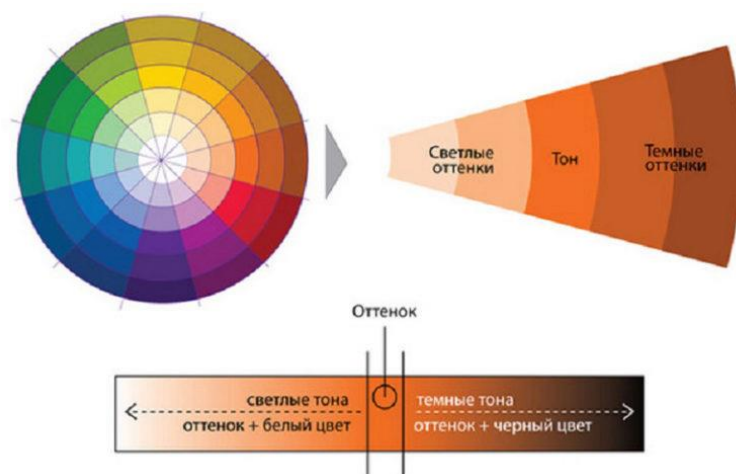 Светлые
оттенки
Тон
Темные
оттенки
Оттенок
светлые тона
оттенок + белый цвет
темные тона
оттенок + черный цвет